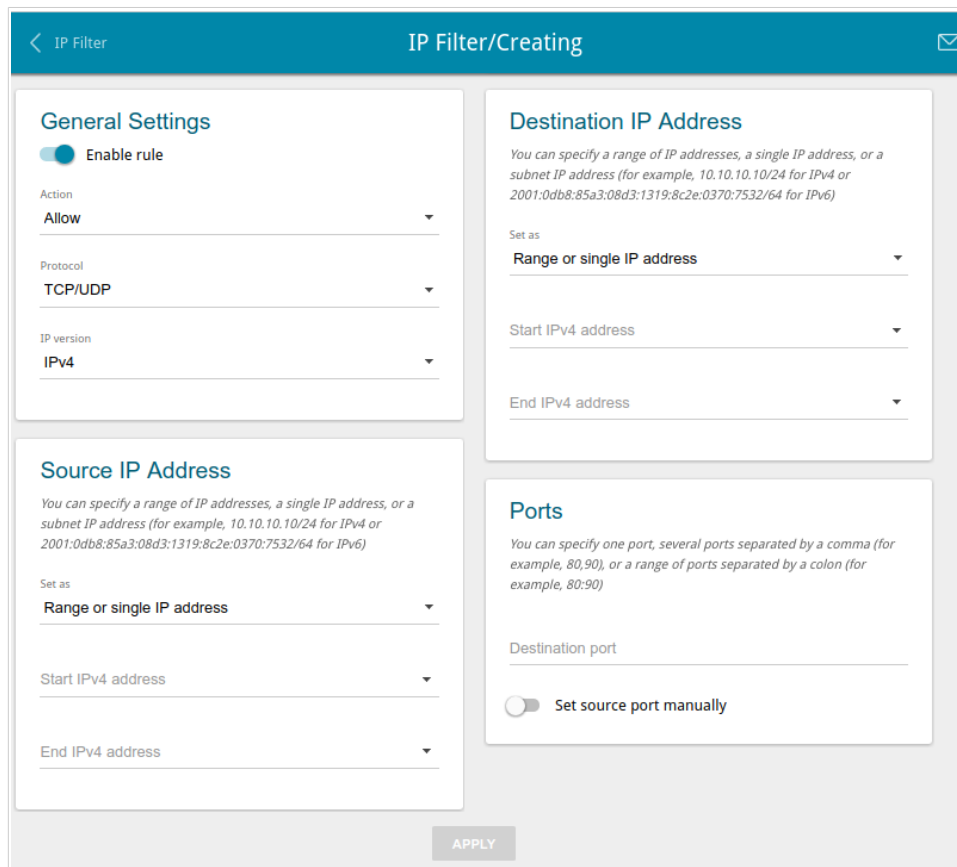 IP Filter
IP Filter/Creating
General Settings
Enable rule
Action
Allow
Protocol
TCP/UDP
IP version
IPv4
Source IP Address
You can specify a range of IP addresses, a single IP address, or a
subnet IP address (for example, 10.10.10.10/24 for IPv4 or
2001:0db8:85a3:08d3:1319:8c2e:0370:7532/64 for IPv6)
Set as
Range or single IP address
Start IPv4 address
End IPv4 address
Destination IP Address
You can specify a range of IP addresses, a single IP address, or a
subnet IP address (for example, 10.10.10.10/24 for IPv4 or
2001:0db8:85a3:08d3:1319:8c2e:0370:7532/64 for IPv6)
Set as
Range or single IP address
Start IPv4 address
End IPv4 address
Ports
You can specify one port, several ports separated by a comma (for
example, 80,90), or a range of ports separated by a colon (for
example, 80:90)
Destination port
Set source port manually
APPLY